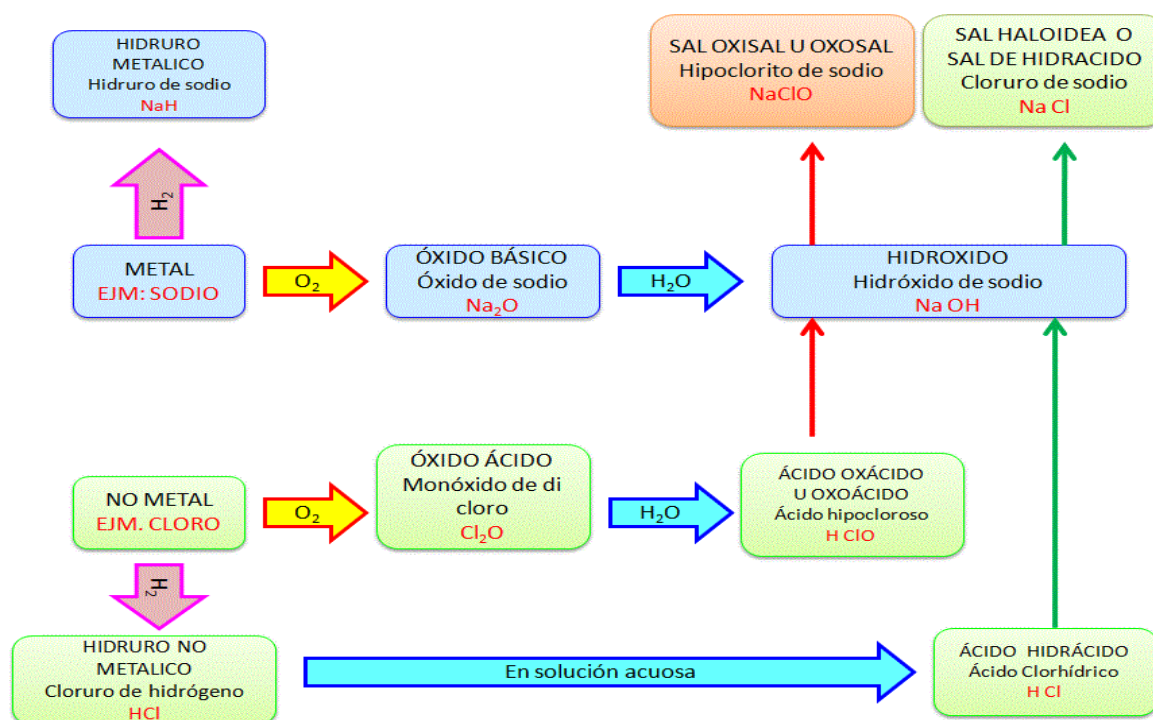 HIDRURO
METALICO
Hidruro de sodio
NaH
SAL OXISAL U OXOSAL
Hipoclorito de sodio
NaClO
SAL HALOIDEA O
SAL DE HIDRACIDO
Cloruro de sodio
Na Cl
H₂
METAL
EJM: SODIO
O₂
ÓXIDO BÁSICO
Óxido de sodio
Na₂O
H₂O
HIDROXIDO
Hidróxido de sodio
Na OH
NO METAL
EJM. CLORO
O₂
ÓXIDO ÁCIDO
Monóxido de di
cloro
Cl₂O
H₂O
ÁCIDO OXÁCIDO
U OXOÁCIDO
Ácido hipocloroso
H ClO
H₂
HIDRURO NO
METALICO
Cloruro de hidrógeno
HCl
En solución acuosa
ÁCIDO HIDRÁCIDO
Ácido Clorhídrico
H Cl